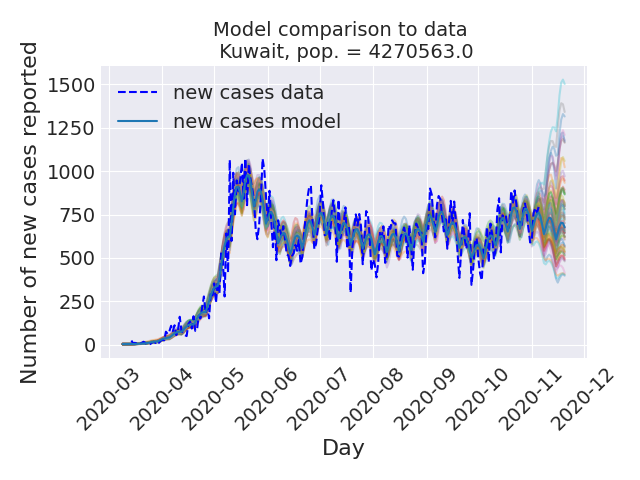 Model comparison to data
Kuwait, pop. = 4270563.0
Number of new cases reported
1500
1250
1000
750
500
250
0
new cases data
new cases model
2020-03
2020-04
2020-05
2020-06
2020-07
2020-08
2020-09
2020-10
2020-11
2020-12
Day